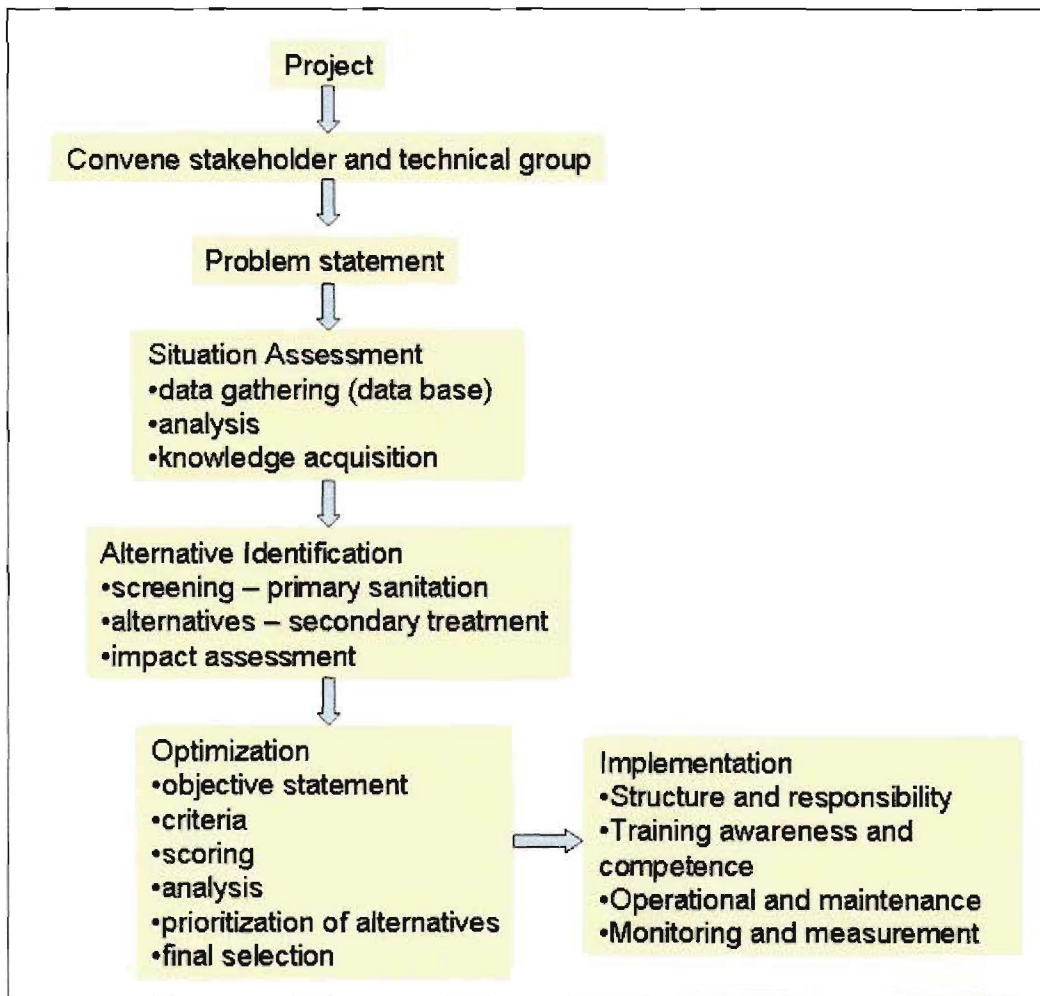 Project
Convene stakeholder and technical group
Problem statement
Situation Assessment
•data gathering (data base)
•analysis
•knowledge acquisition
Alternative Identification
•screening – primary sanitation
•alternatives – secondary treatment
•impact assessment
Optimization
•objective statement
•criteria
•scoring
•analysis
•prioritization of alternatives
•final selection
Implementation
•Structure and responsibility
•Training awareness and
competence
•Operational and maintenance
•Monitoring and measurement